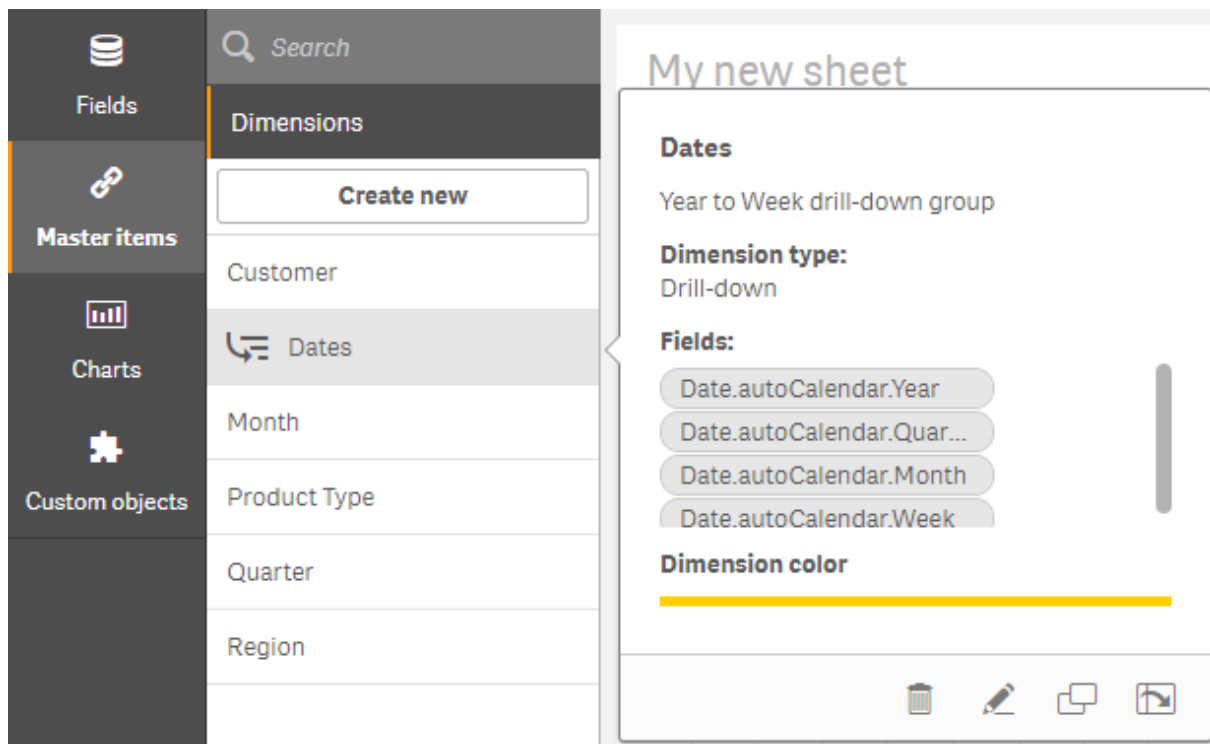 Fields
Master items
Charts
Custom objects
Search
Dimensions
Create new
Customer
Dates
Month
Product Type
Quarter
Region
My new sheet
Dates
Year to Week drill-down group
Dimension type:
Drill-down
Fields:
Date.autoCalendar.Year
Date.autoCalendar.Quar...
Date.autoCalendar.Month
Date.autoCalendar.Week
Dimension color